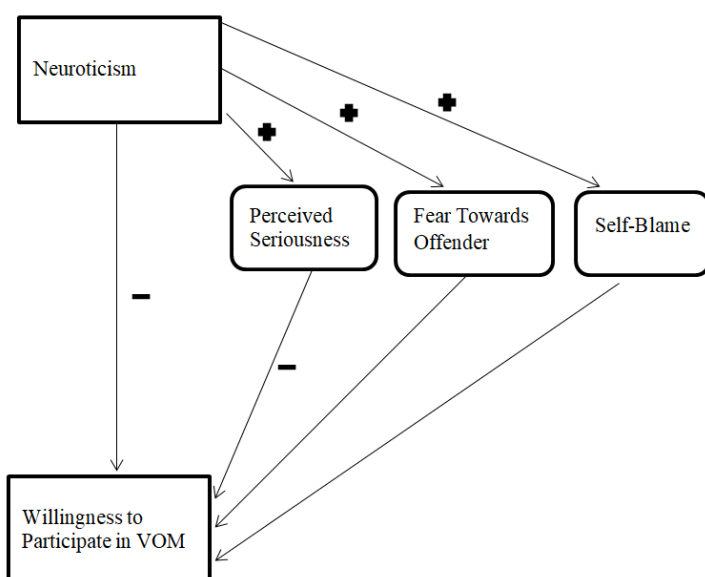 Neuroticism
+
+
+
Perceived
Seriousness
Fear Towards
Offender
Self-Blame
–
–
Willingness to
Participate in VOM